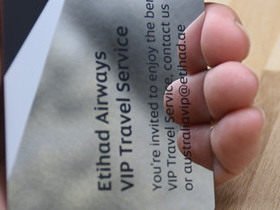 Etihad Airways
VIP Travel Service
You're invited to enjoy the
VIP Travel Service, contact us
or australiavip@etihad.ae